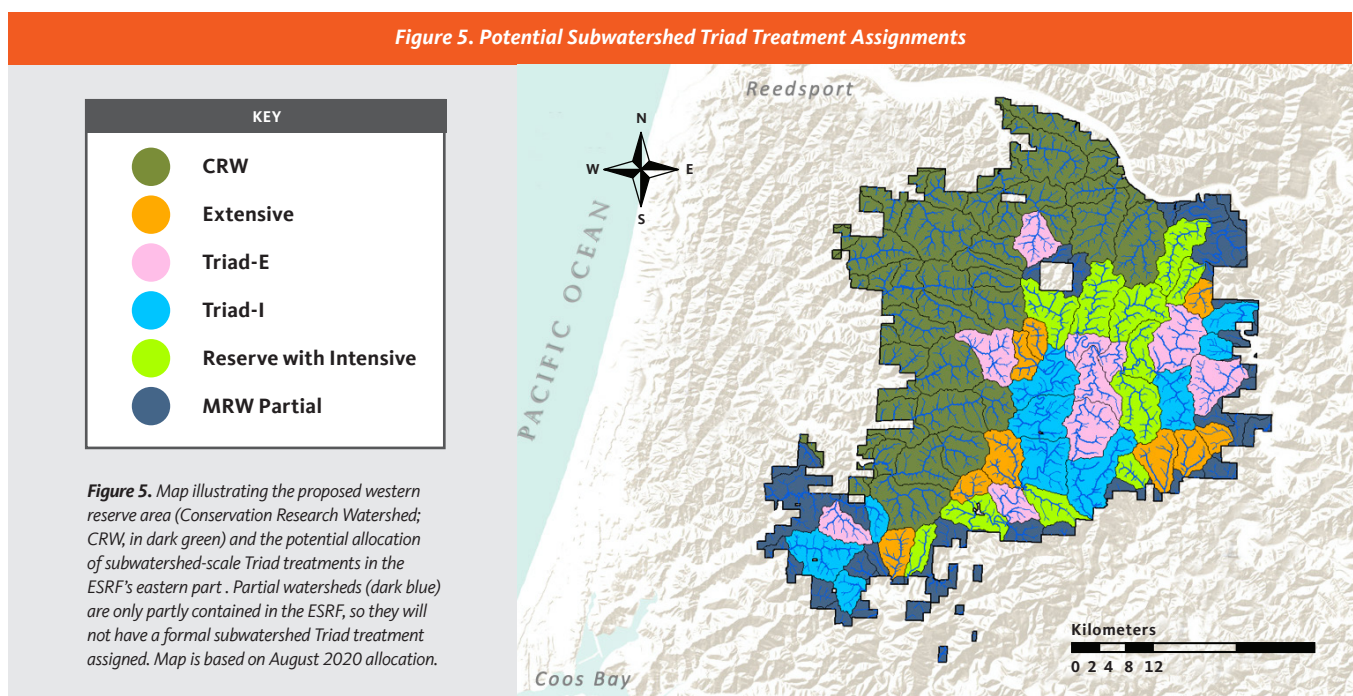 Figure 5. Potential Subwatershed Triad Treatment Assignments
KEY
CRW
Extensive
Triad-E
Triad-I
Reserve with Intensive
MRW Partial
Figure 5. Map illustrating the proposed western
reserve area (Conservation Research Watershed;
CRW, in dark green) and the potential allocation
of subwatershed-scale Triad treatments in the
ESRF's eastern part . Partial watersheds (dark blue)
are only partly contained in the ESRF, so they will
not have a formal subwatershed Triad treatment
assigned. Map is based on August 2020 allocation.
Reedsport
N
W E
S
PACIFIC OCEAN
Coos Bay
Kilometers
0 2 4 8 12